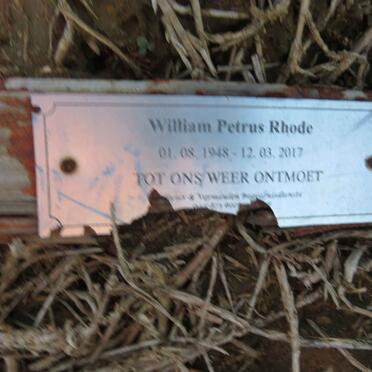 William Petrus Rhode
01. 08. 1948 - 12. 03. 2017
TOT ONS WEER ONTMOET
&